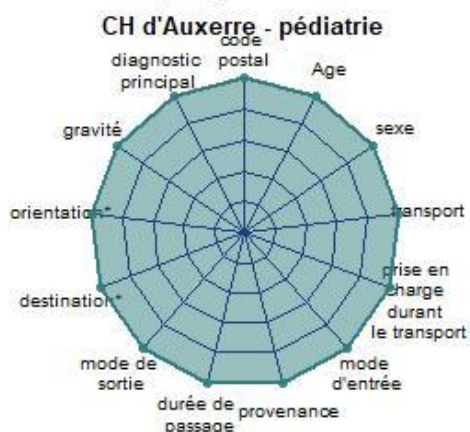 CH d'Auxerre - pédiatrie
code
postal
Age
sexe
transport
prise en
charge
durant
le transport
mode
d'entrée
provenance
durée de
passage
mode de
sortie
destination*
orientation*
gravité
diagnostic
principal